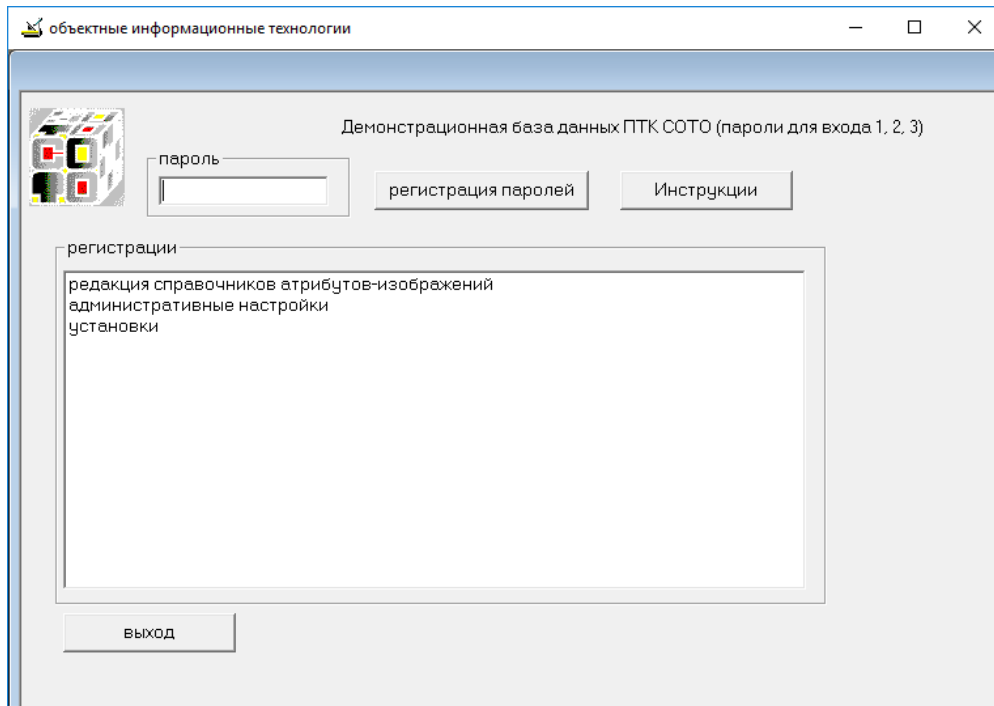 объектные информационные технологии
Демонстрационная база данных ПТК СОТО (пароли для входа 1, 2, 3)
пароль
регистрация паролей
Инструкции
регистрации
редакция справочников атрибутов-изображений
административные настройки
установки
выход